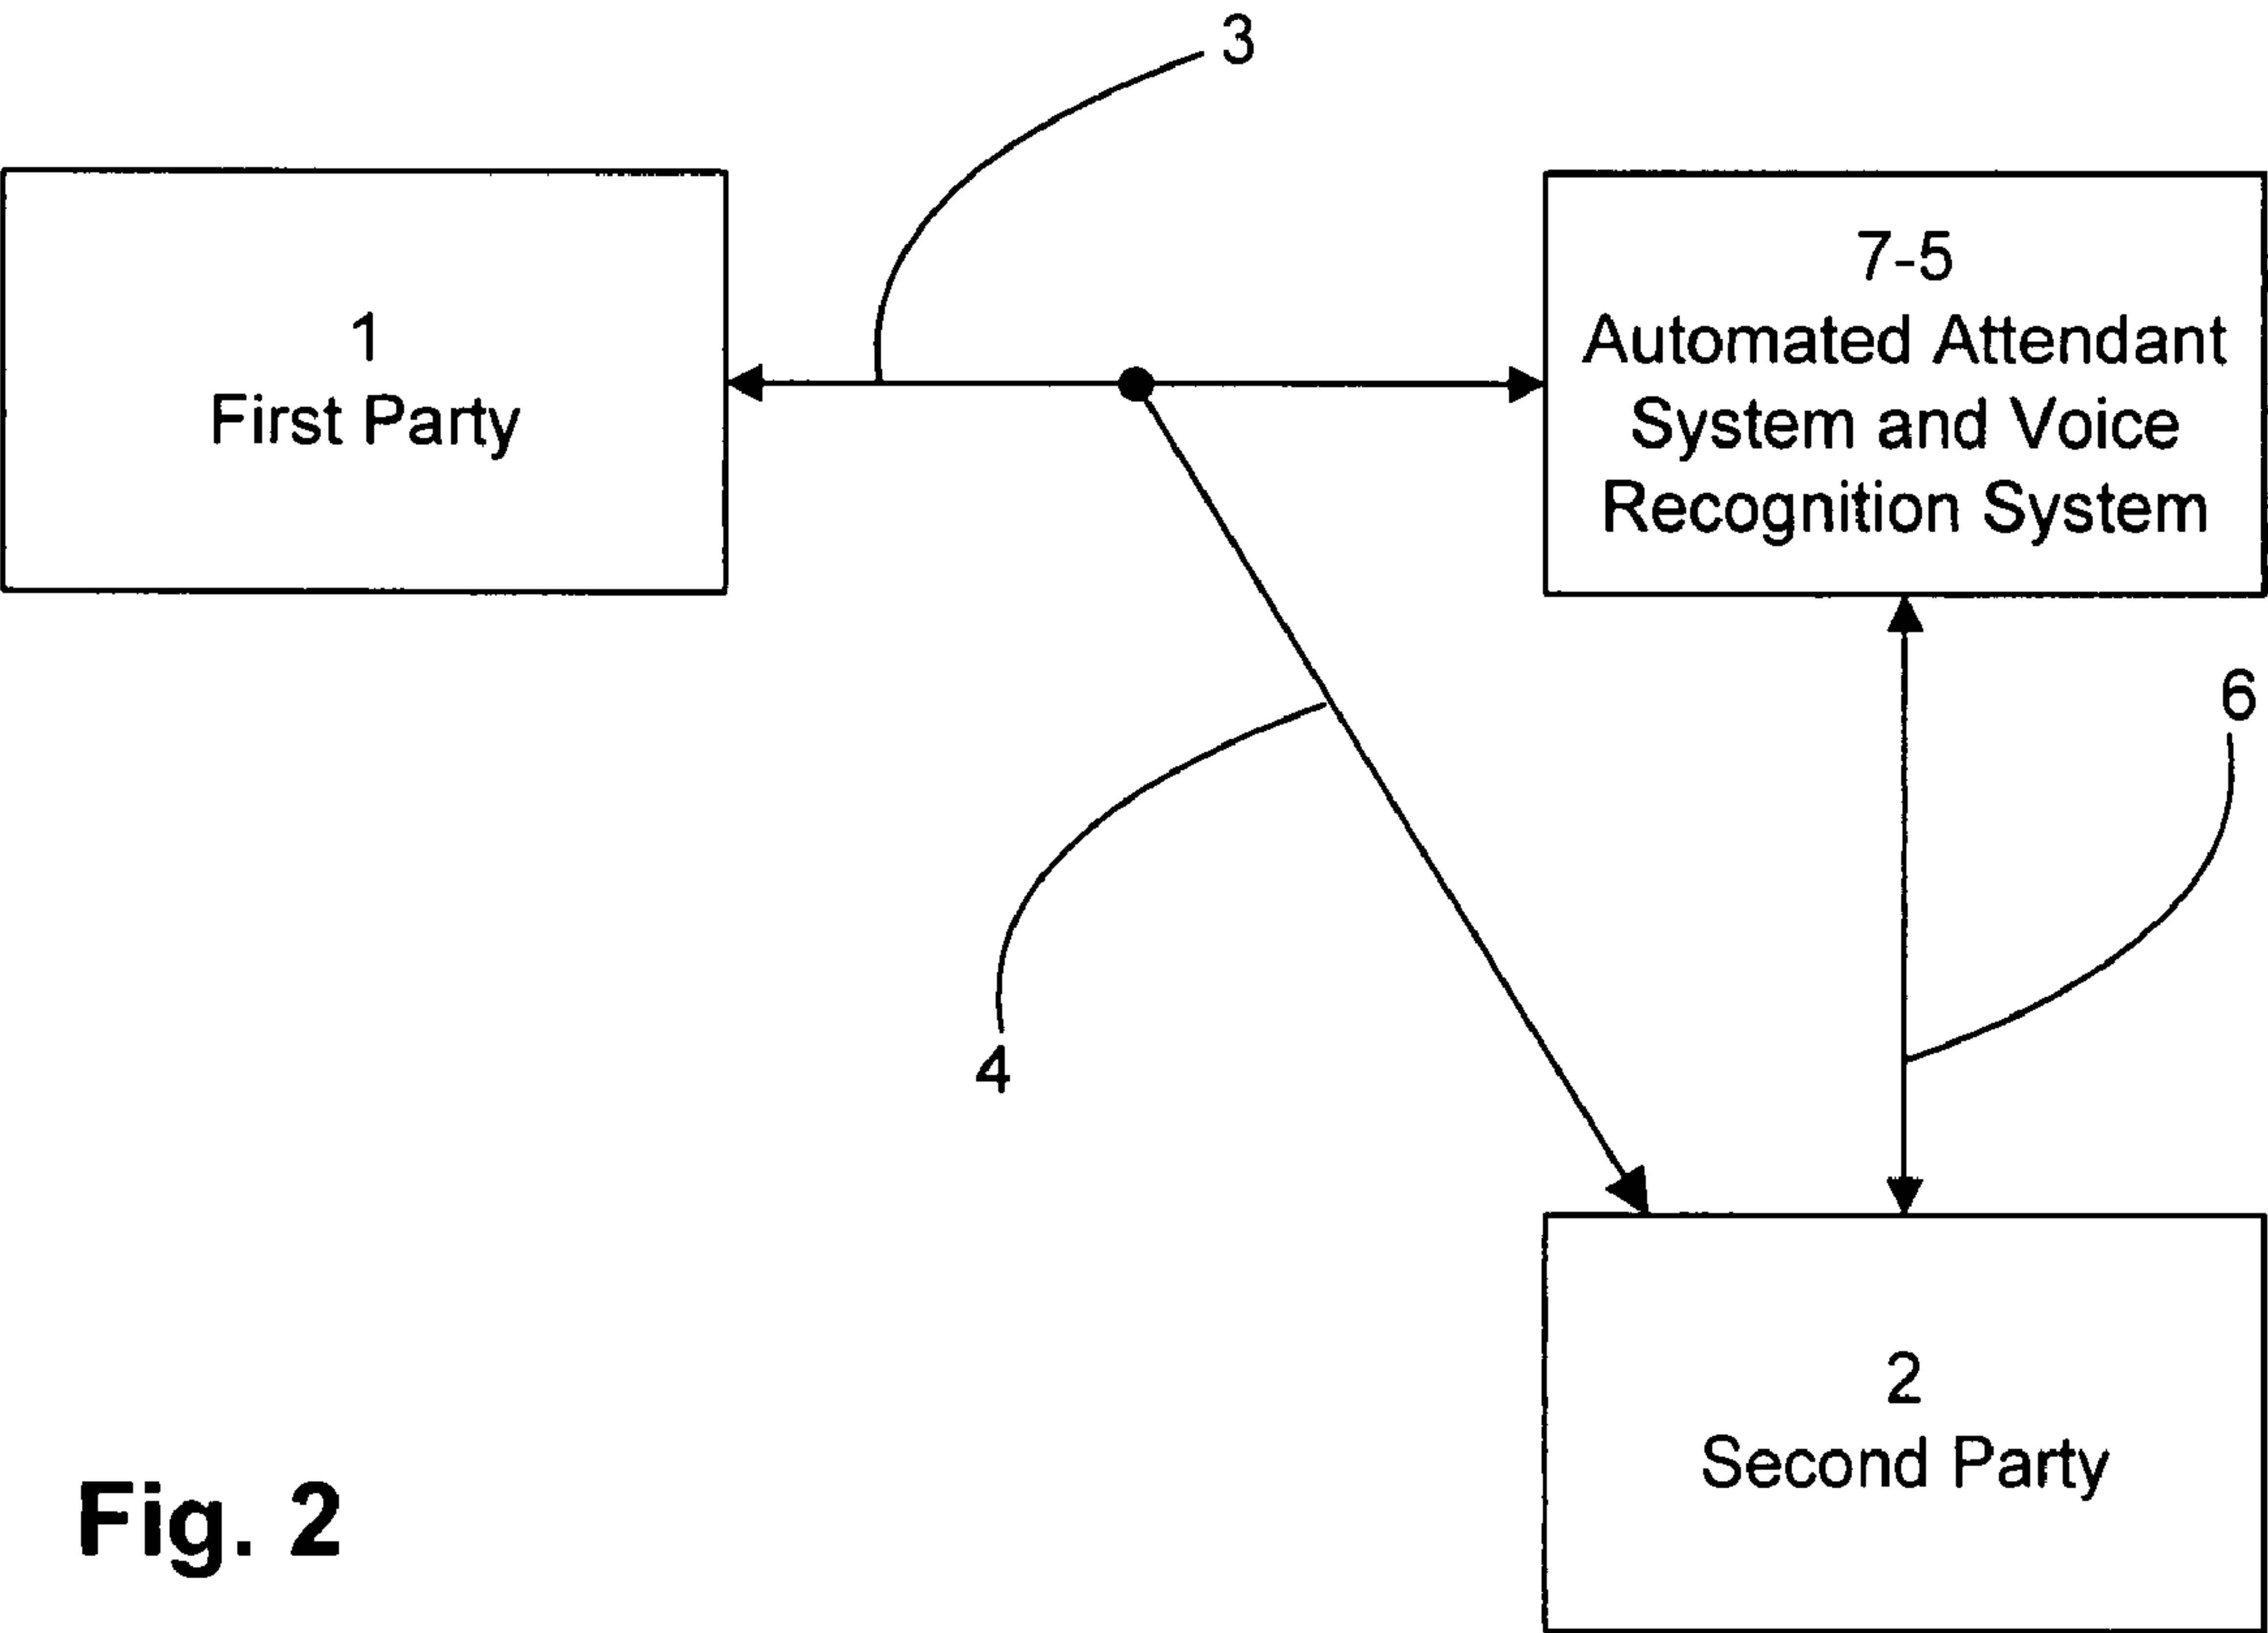 3
1
First Party
7-5
Automated Attendant
System and Voice
Recognition System
6
4
2
Second Party
Fig. 2